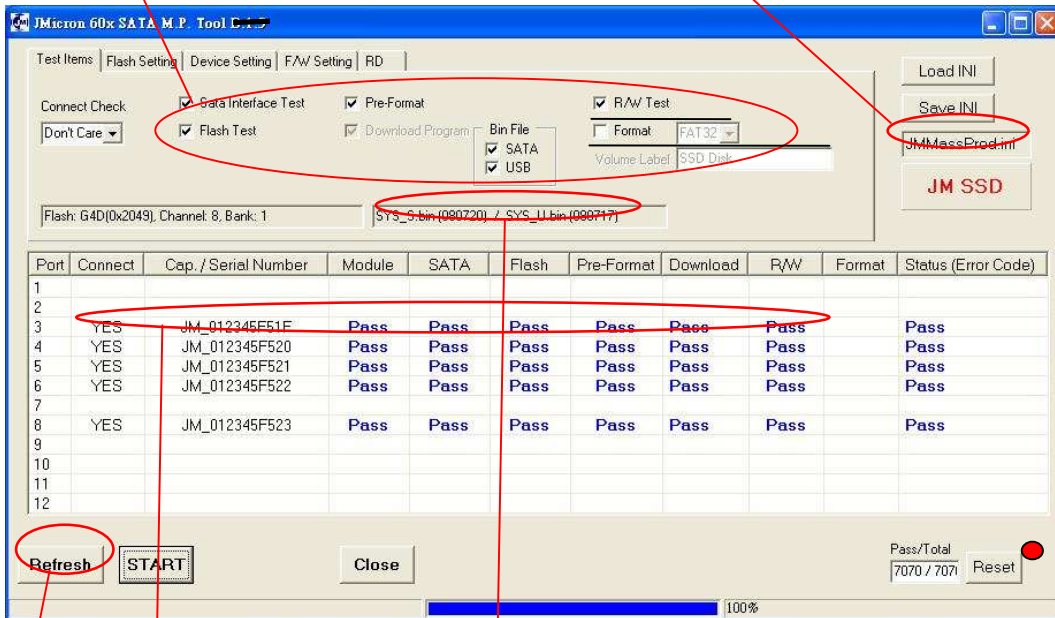 JMicron 60x SATA M.P. Tool
Test Items Flash Setting Device Setting F/W Setting RD
Load INI
Connect Check
Sata Interface Test
Pre-Format
R/W Test
Save INI
Don't Care
Flash Test
Download Program
Bin File
Format
FAT32
JMMassProd.ini
SATA
Volume Label
SSD Disk
USB
JM SSD
Flash: G4D(0x2049), Channel: 8, Bank: 1
SYS_S.bin (080720) / SYS_U.bin (080717)
Port Connect Cap. / Serial Number Module SATA Flash Pre-Format Download R/W Format Status (Error Code)
1
2
3 YES JM_012345F51F Pass Pass Pass Pass Pass Pass Pass
4 YES JM_012345F520 Pass Pass Pass Pass Pass Pass Pass
5 YES JM_012345F521 Pass Pass Pass Pass Pass Pass Pass
6 YES JM_012345F522 Pass Pass Pass Pass Pass Pass Pass
7
8 YES JM_012345F523 Pass Pass Pass Pass Pass Pass Pass
9
10
11
12
Refresh
START
Close
Pass/Total
7070 / 707
Reset
100%